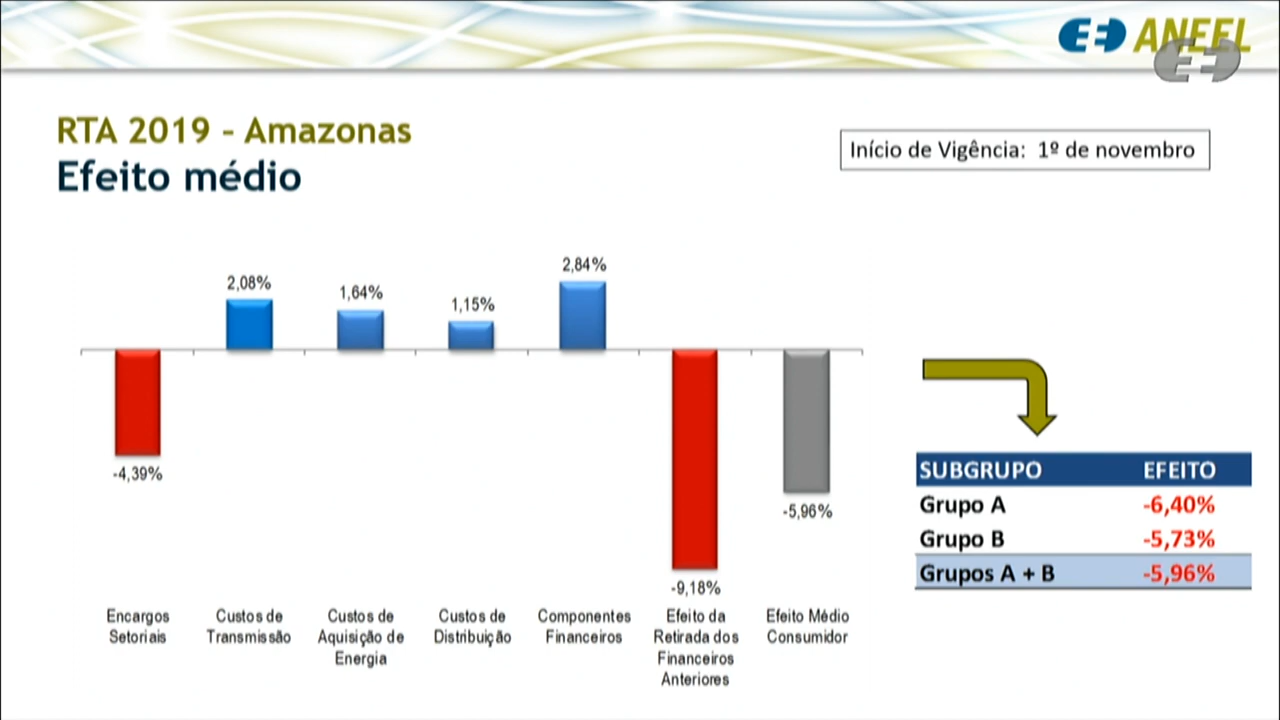 ANEEL
RTA 2019 - Amazonas
Efeito médio
Início de Vigência: 1º de novembro
2,84%
2,08%
1,64%
1,15%
-4,39%
-5,96%
-9,18%
Encargos
Setoriais
Custos de
Transmissão
Custos de
Aquisição de
Energia
Custos de
Distribuição
Componentes
Financeiros
Efeito da
Retirada dos
Financeiros
Anteriores
Efeito Médio
Consumidor
SUBGRUPO EFEITO
Grupo A -6,40%
Grupo B -5,73%
Grupos A + B -5,96%